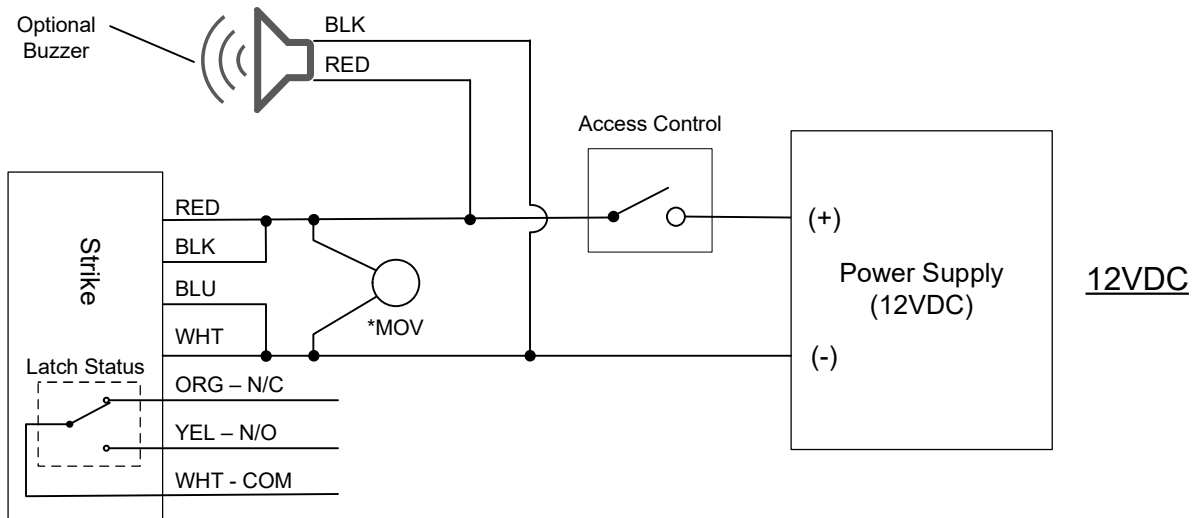 Optional
Buzzer
BLK
RED
Access Control
Strike
RED
BLK
BLU
WHT
*MOV
(+)
Power Supply
(12VDC)
(-)
12VDC
Latch Status
ORG – N/C
YEL – N/O
WHT - COM